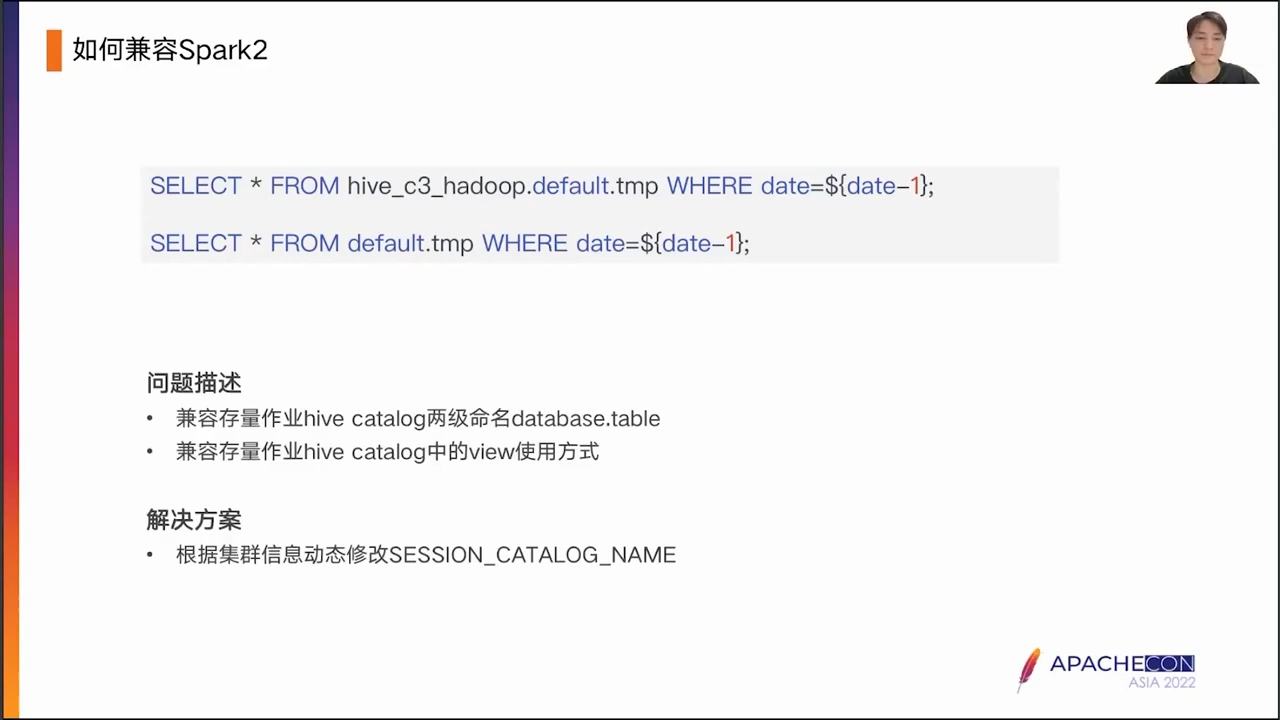 如何兼容Spark2
SELECT * FROM hive_c3_hadoop.default.tmp WHERE date=${date-1};
SELECT * FROM default.tmp WHERE date=${date-1};
问题描述
• 兼容存量作业hive catalog两级命名database.table
• 兼容存量作业hive catalog中的view使用方式
解决方案
• 根据集群信息动态修改SESSION_CATALOG_NAME
APACHECON
ASIA 2022